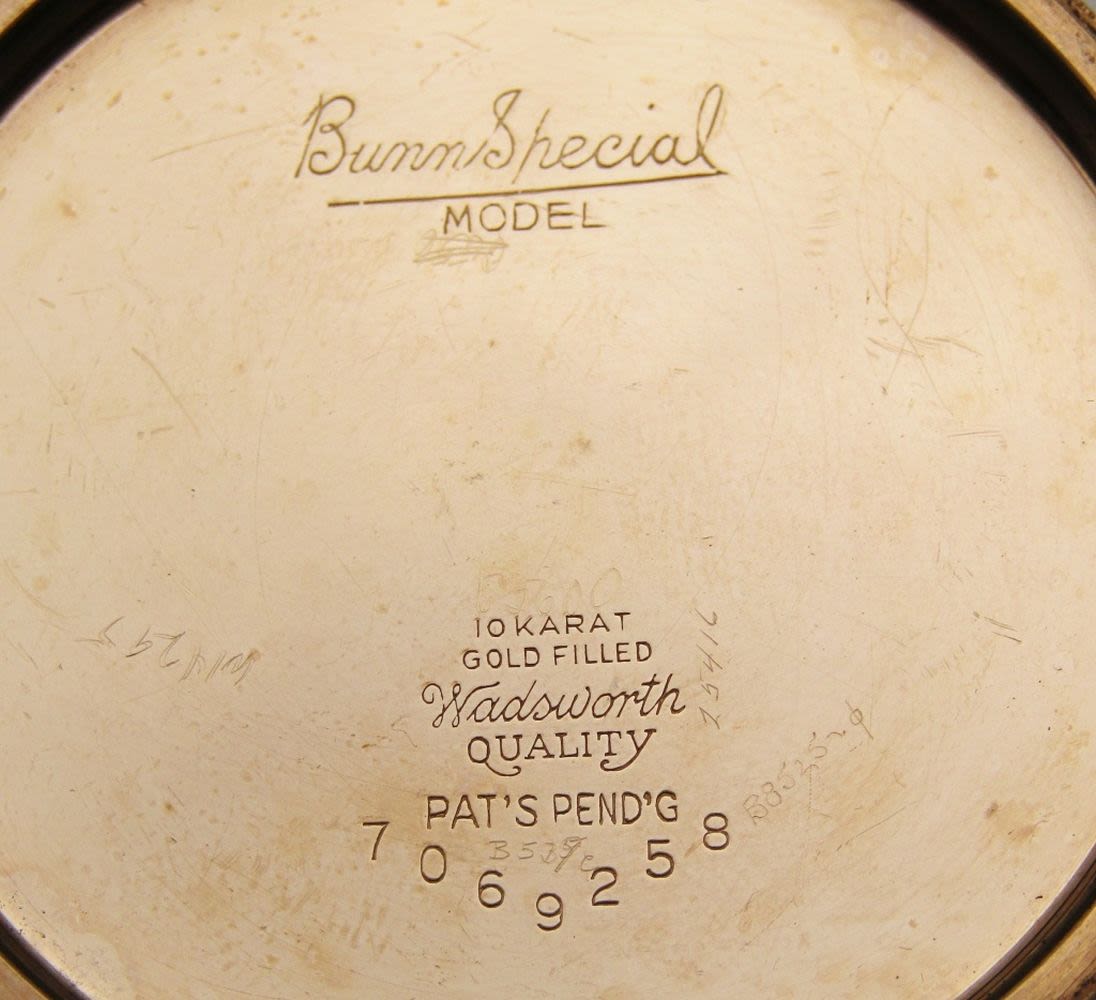 Bunn Special
MODEL
10 KARAT
GOLD FILLED
Wadsworth
QUALITY
PAT'S PEND'G
7069258